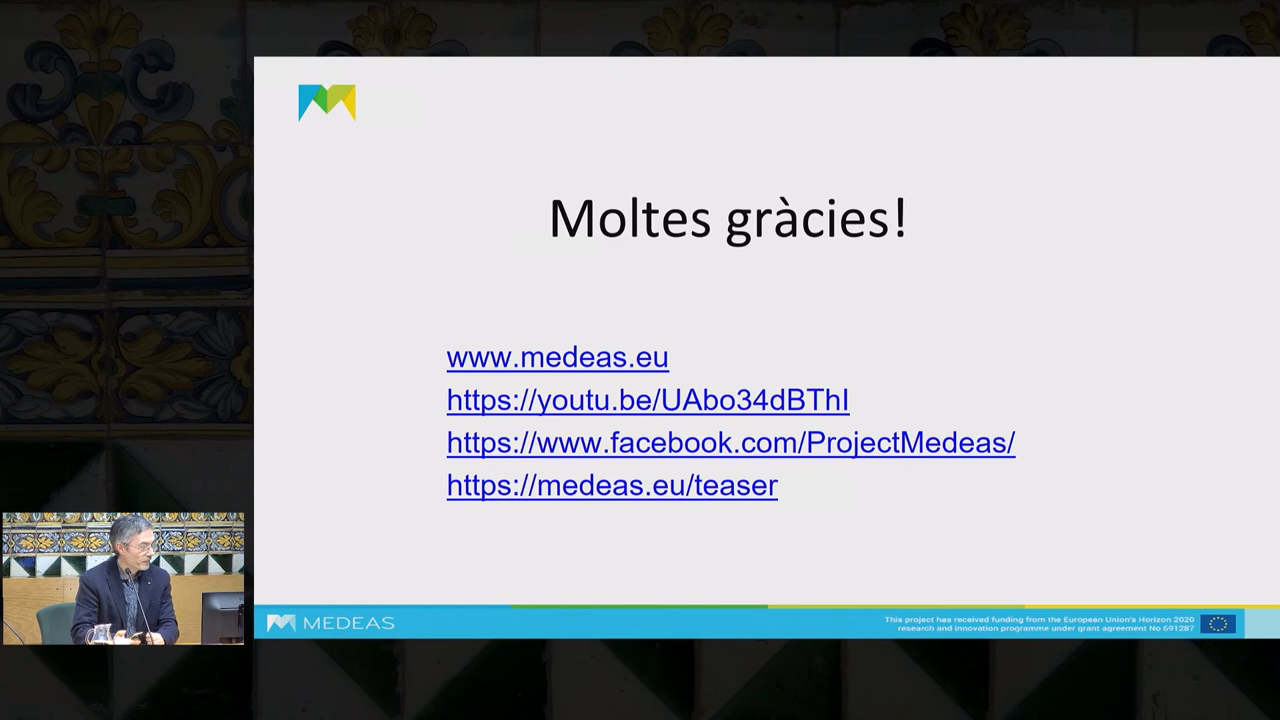 Moltes gràcies!
www.medeas.eu
https://youtu.be/UAbo34dBThI
https://www.facebook.com/ProjectMedeas/
https://medeas.eu/teaser
MEDEAS
This project has received funding from the European Union's Horizon 2020
research and innovation programme under grant agreement No 691287